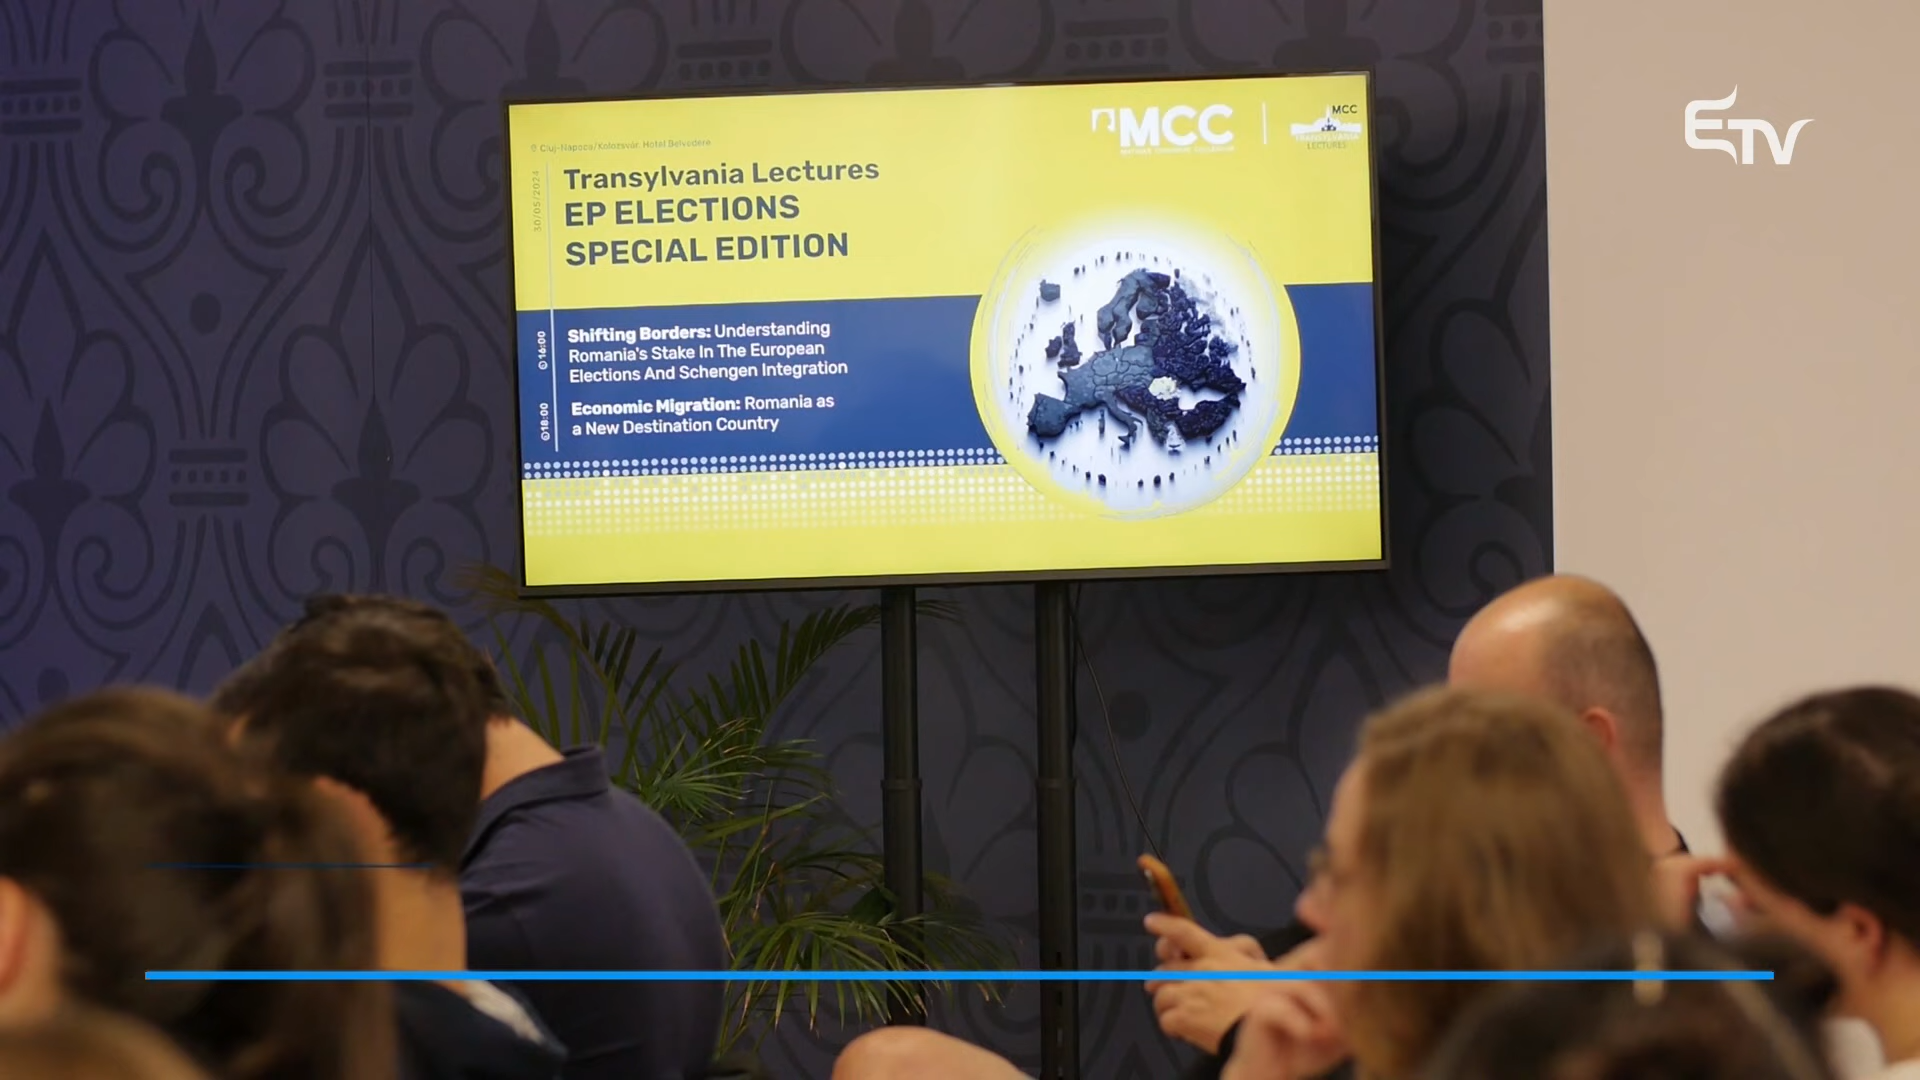 Cluj-Napoca/Kolozsvár, Hotel Belvedere
30/05/2024
Transylvania Lectures
EP ELECTIONS
SPECIAL EDITION
MCC
MCC
LECTURES
16:00
Shifting Borders: Understanding
Romania's Stake In The European
Elections And Schengen Integration
18:00
Economic Migration: Romania as
a New Destination Country
ETV